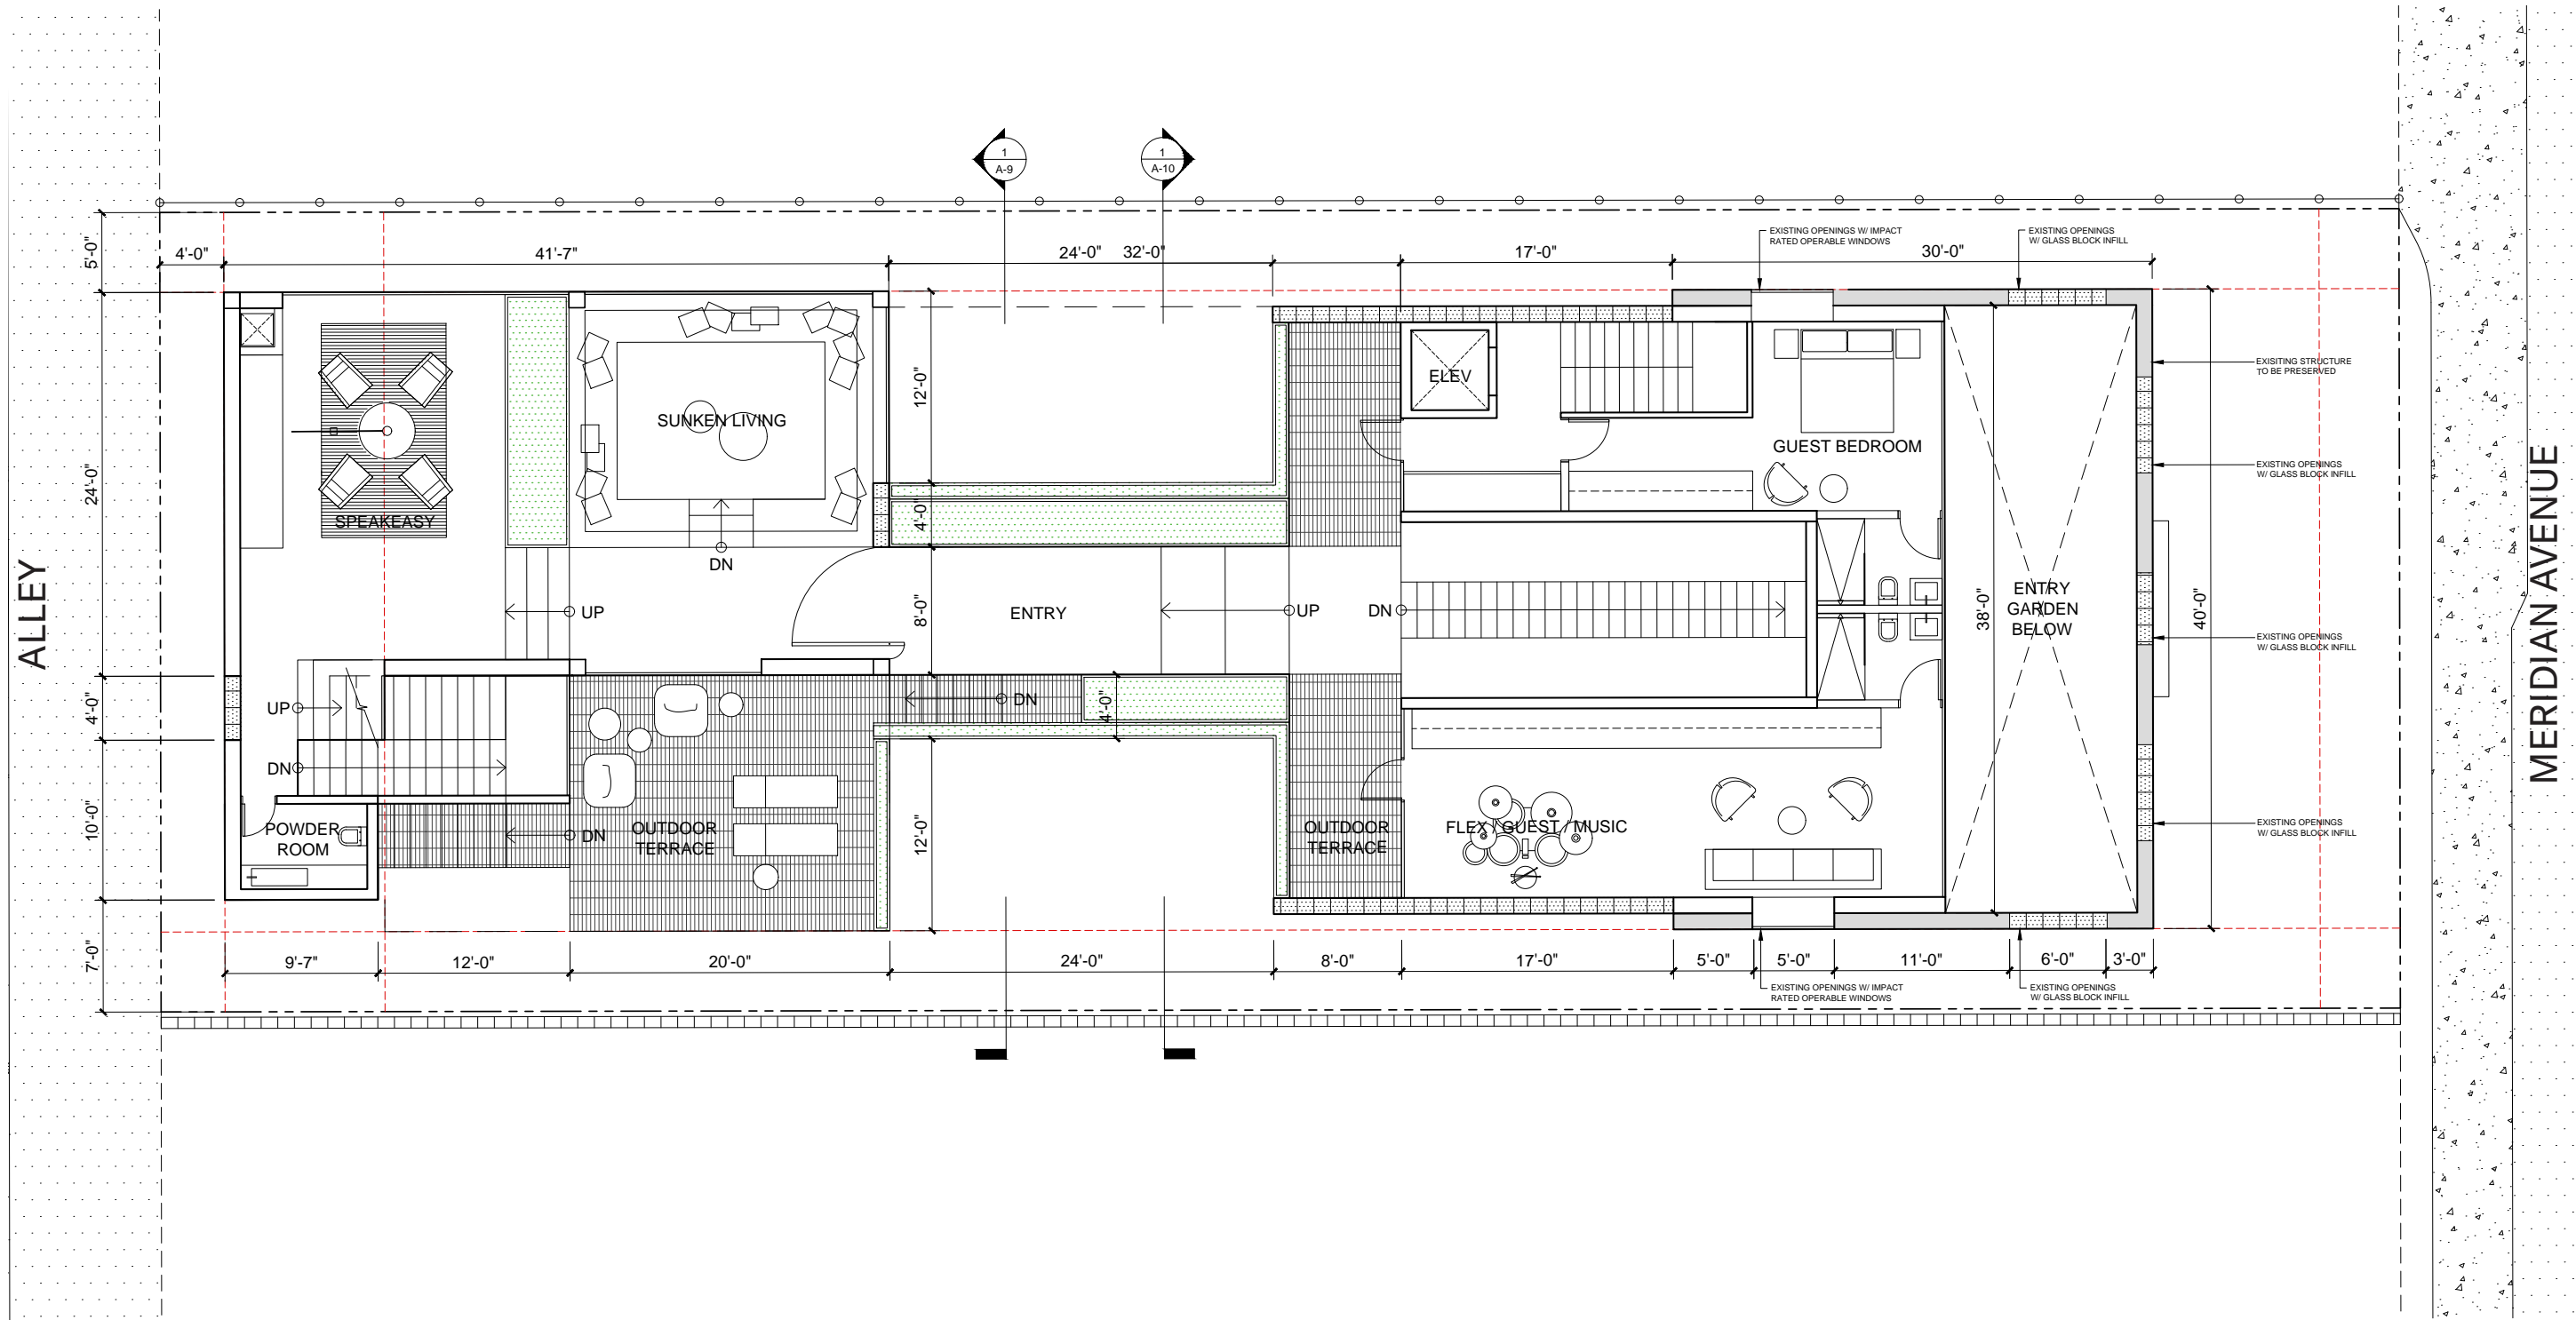 1
A-9
1
A-10
5'-0"
4'-0"
41'-7"
24'-0"
32'-0"
17'-0"
30'-0"
EXISTING OPENINGS W/ IMPACT
RATED OPERABLE WINDOWS
EXISTING OPENINGS
W/ GLASS BLOCK INFILL
EXISITING STRUCTURE
TO BE PRESERVED
12'-0"
ELEV
SUNKEN LIVING
GUEST BEDROOM
24'-0"
SPEAKEASY
4'-0"
EXISTING OPENINGS
W/ GLASS BLOCK INFILL
DN
ALLEY
UP
8'-0"
ENTRY
UP
DN
38'-0"
ENTRY
GARDEN
BELOW
40'-0"
EXISTING OPENINGS
W/ GLASS BLOCK INFILL
MERIDIAN AVENUE
4'-0"
UP
DN
4'-0"
DN
10'-0"
POWDER
ROOM
DN
OUTDOOR
TERRACE
12'-0"
OUTDOOR
TERRACE
FLEX / GUEST / MUSIC
EXISTING OPENINGS
W/ GLASS BLOCK INFILL
7'-0"
9'-7"
12'-0"
20'-0"
24'-0"
8'-0"
17'-0"
5'-0"
5'-0"
11'-0"
6'-0"
3'-0"
EXISTING OPENINGS W/ IMPACT
RATED OPERABLE WINDOWS
EXISTING OPENINGS
W/ GLASS BLOCK INFILL